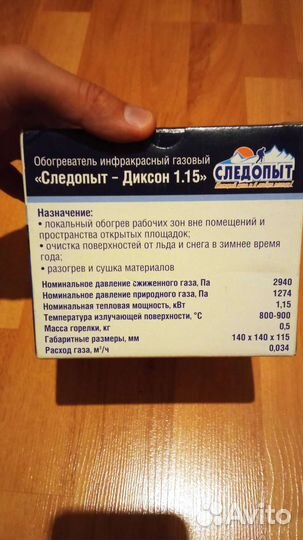 Обогреватель инфракрасный газовый
«Следопыт - Диксон 1.15»
СЛЕДОПЫТ
Назначение:
• локальный обогрев рабочих зон вне помещений и
пространства открытых площадок;
• очистка поверхностей от льда и снега в зимнее время
года;
• разогрев и сушка материалов
Номинальное давление сжиженного газа, Па 2940
Номинальное давление природного газа, Па 1274
Номинальная тепловая мощность, кВт 1,15
Температура излучающей поверхности, °С 800-900
Масса горелки, кг 0,5
Габаритные размеры, мм 140 x 140 x 115
Расход газа, м³/ч 0,034
Avito